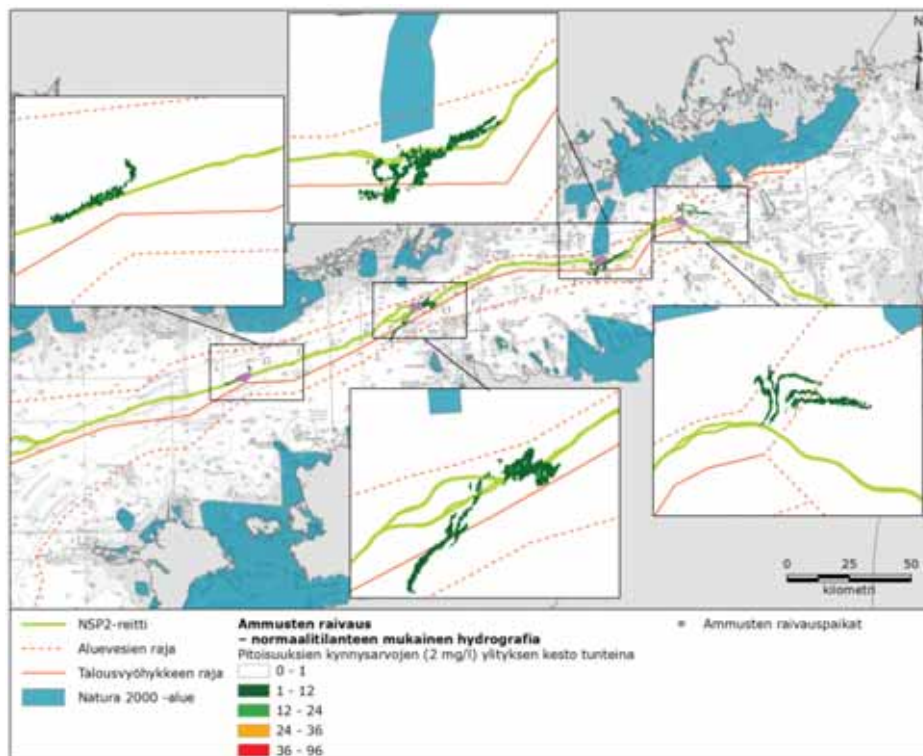 N
0 25 50
kilometri
NSP2-reitti
Aluevesien raja
Talousvyöhykkeen raja
Natura 2000 -alue
Ammusten raivaus
– normaalitilanteen mukainen hydrografia
Pitoisuuksien kynnysarvojen (2 mg/l) ylityksen kesto tunteina
0 - 1
1 - 12
12 - 24
24 - 36
36 - 96
Ammusten raivauspaikat